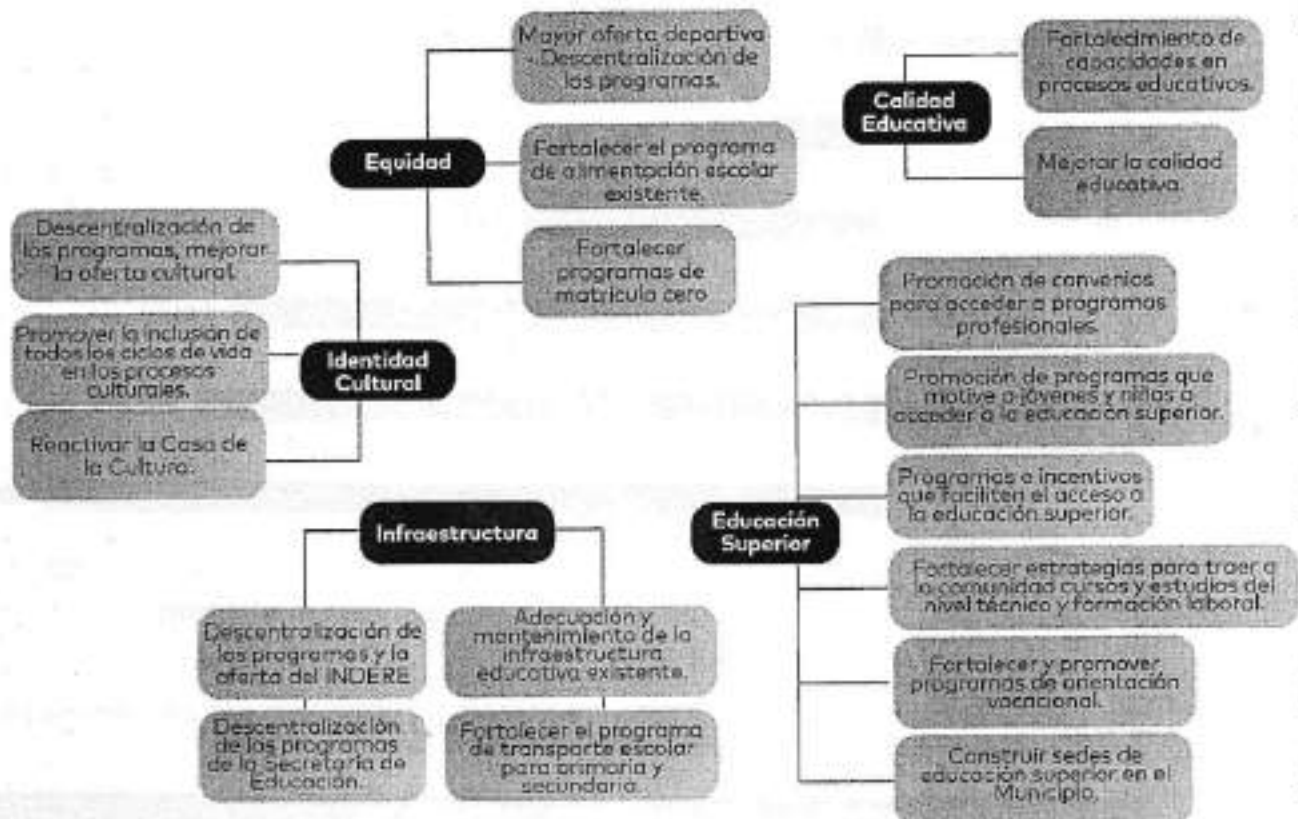 Mayor oferta deportiva
Descentralización de
los programas.
Equidad
Fortalecer el programa
de alimentación escolar
existente.
Fortalecer
programas de
matrícula cero
Calidad
Educativa
Fortalecimiento de
capacidades en
procesos educativos.
Mejorar la calidad
educativa.
Descentralización de
los programas, mejorar
la oferta cultural.
Promover la inclusión de
todos los ciclos de vida
en los procesos
culturales.
Identidad
Cultural
Reactivar la Casa de
la Cultura.
Promoción de convenios
para acceder a programas
profesionales.
Promoción de programas que
motive a jóvenes y niñas a
acceder a la educación superior.
Programas e incentivos
que faciliten el acceso a
la educación superior.
Educación
Superior
Fortalecer estrategias para traer a
la comunidad cursos y estudios del
nivel técnico y formación laboral.
Fortalecer y promover
programas de orientación
vocacional.
Construir sedes de
educación superior en el
Municipio.
Infraestructura
Descentralización de
los programas y la
oferta del INDERE
Adecuación y
mantenimiento de la
infraestructura
educativa existente.
Descentralización
de los programas
de la Secretaría de
Educación.
Fortalecer el programa
de transporte escolar
para primaria y
secundaria.